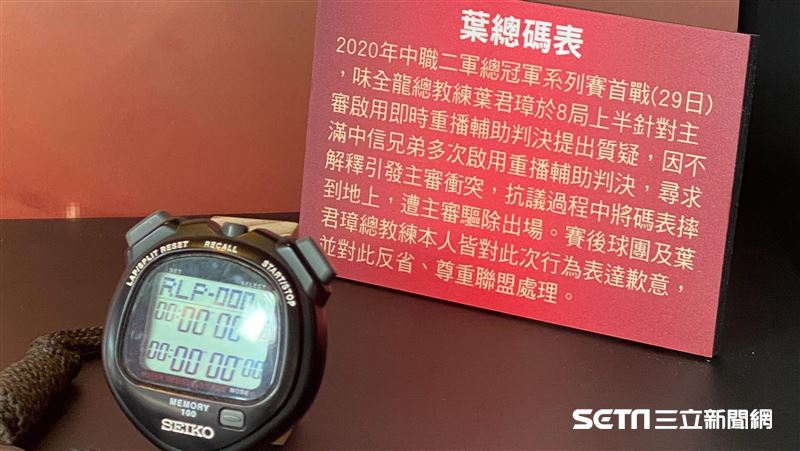 葉總碼表
2020年中職二軍總冠軍系列賽首戰(29日)
，味全龍總教練葉君璋於8局上半針對主
審啟用即時重播輔助判決提出質疑，因不
滿中信兄弟多次啟用重播輔助判決，尋求
解釋引發主審衝突，抗議過程中將碼表摔
到地上，遭主審驅除出場。賽後球團及葉
君璋總教練本人皆對此次行為表達歉意，
並對此反省、尊重聯盟處理。
LAP/SPLIT RESET
RECALL
START/STOP
SET
SELECT
RLP-000
00:00'00"00
00:00'00"00
MODE
MEMORY
100
SEIKO
SETN三立新聞網